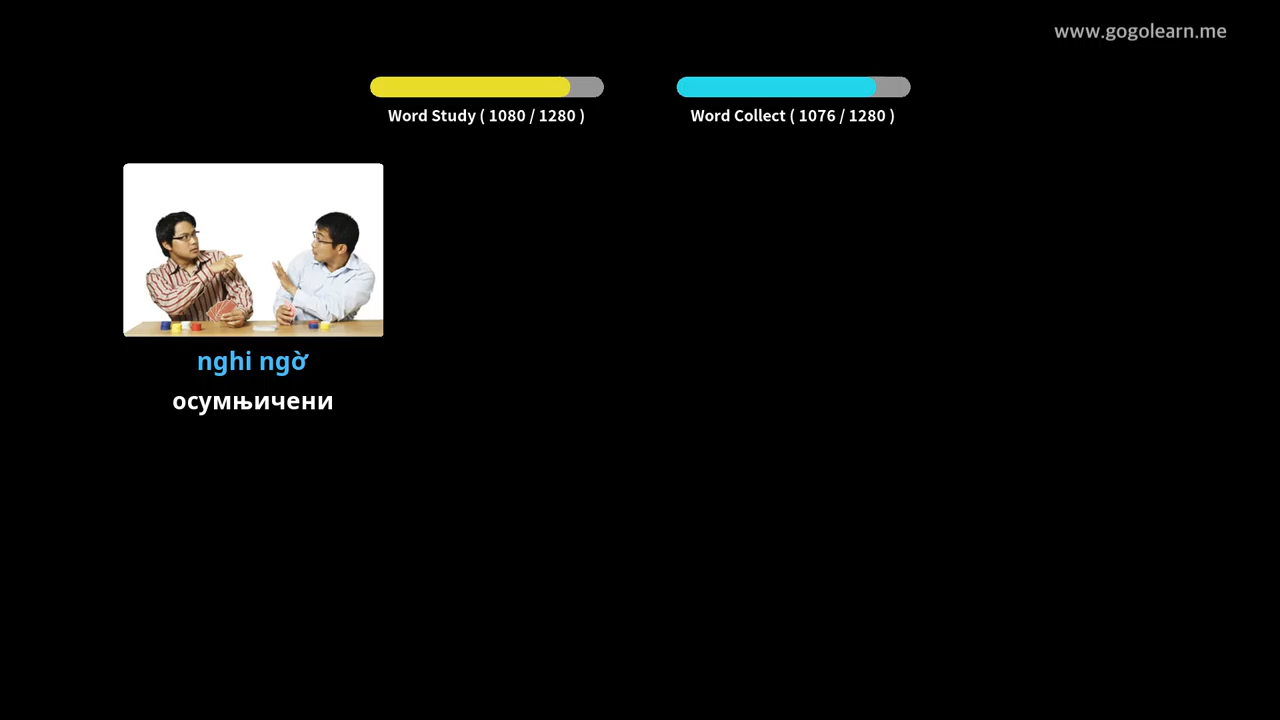 www.gogolearn.me
Word Study ( 1080 / 1280 )
Word Collect ( 1076 / 1280 )
nghi ngờ
осумњичени